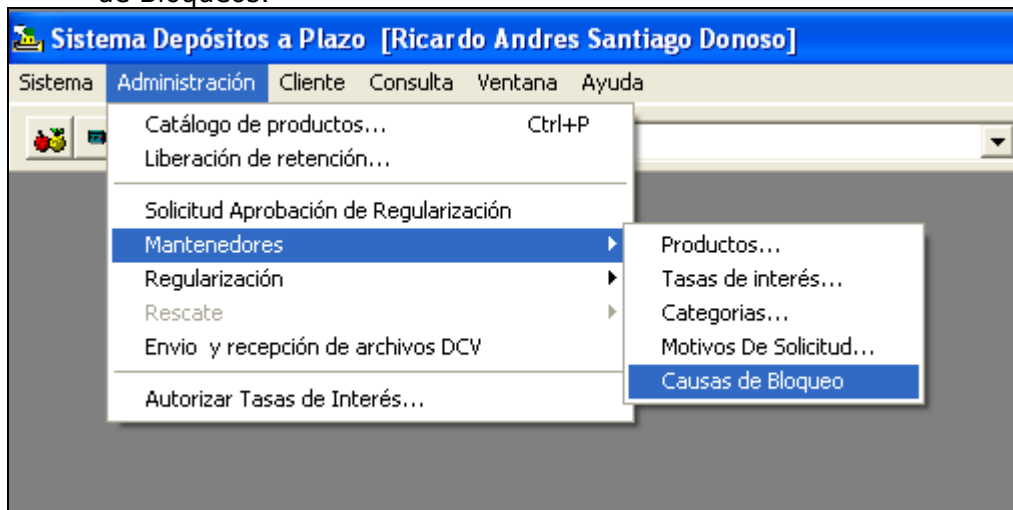 de Bloqueos.
Sistema Depósitos a Plazo [Ricardo Andres Santiago Donoso]
Sistema Administración Cliente Consulta Ventana Ayuda
Catálogo de productos... Ctrl+P
Liberación de retención...
Solicitud Aprobación de Regularización
Mantenedores
Regularización
Rescate
Envio y recepción de archivos DCV
Autorizar Tasas de Interés...
Productos...
Tasas de interés...
Categorias...
Motivos De Solicitud...
Causas de Bloqueo